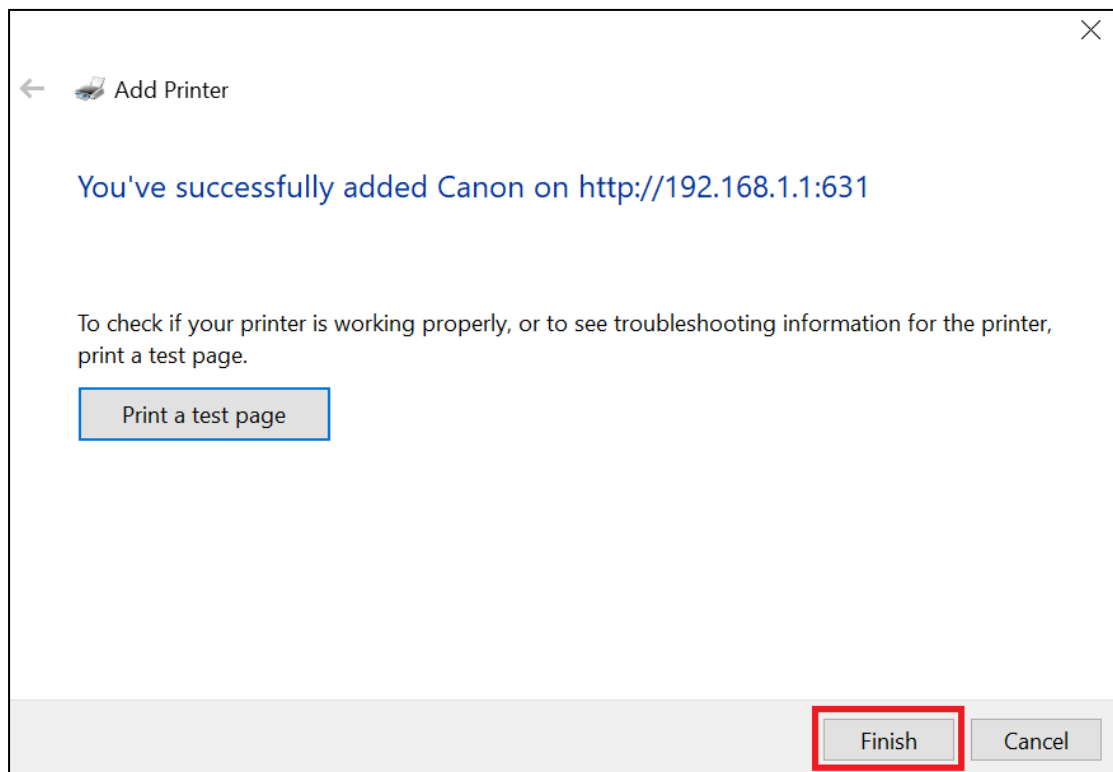 Add Printer
You've successfully added Canon on http://192.168.1.1:631
To check if your printer is working properly, or to see troubleshooting information for the printer,
print a test page.
Print a test page
Finish
Cancel